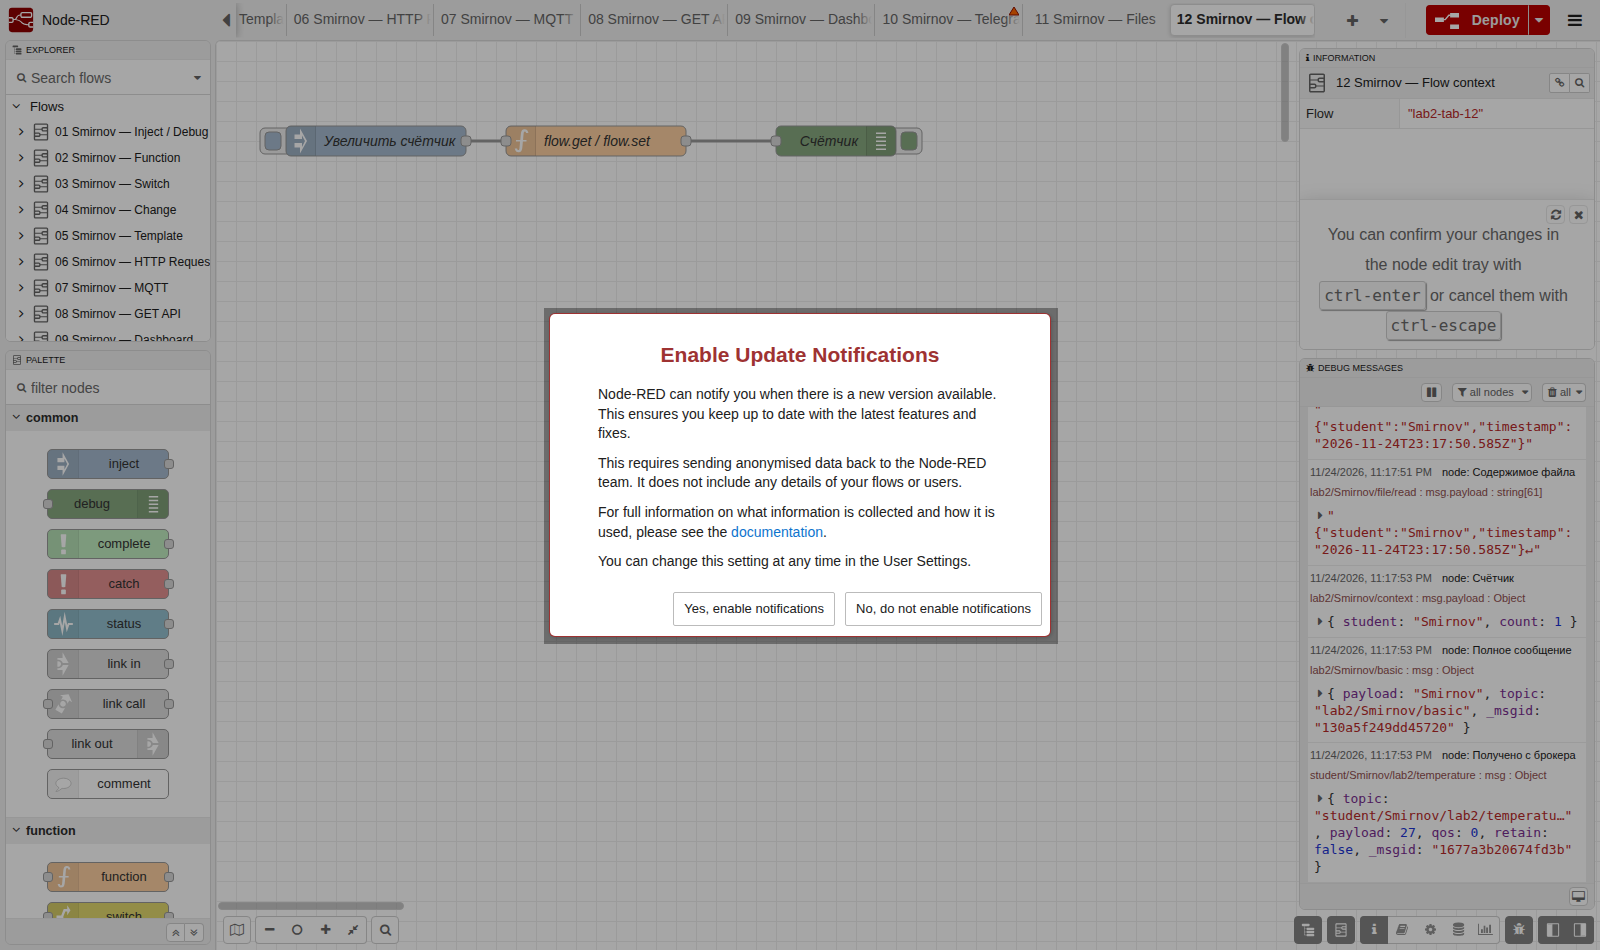 Node-RED
Templa
06 Smirnov — HTTP
07 Smirnov — MQTT
08 Smirnov — GET A
09 Smirnov — Dashb
10 Smirnov — Telegr
11 Smirnov — Files
12 Smirnov — Flow
Deploy
EXPLORER
Search flows
Flows
01 Smirnov — Inject / Debug
02 Smirnov — Function
03 Smirnov — Switch
04 Smirnov — Change
05 Smirnov — Template
06 Smirnov — HTTP Reques
07 Smirnov — MQTT
08 Smirnov — GET API
09 Smirnov — Dashboard
PALETTE
filter nodes
common
inject
debug
complete
catch
status
link in
link call
link out
comment
function
function
switch
Увеличить счётчик
flow.get / flow.set
Счётчик
Enable Update Notifications
Node-RED can notify you when there is a new version available.
This ensures you keep up to date with the latest features and
fixes.
This requires sending anonymised data back to the Node-RED
team. It does not include any details of your flows or users.
For full information on what information is collected and how it is
used, please see the documentation.
You can change this setting at any time in the User Settings.
Yes, enable notifications
No, do not enable notifications
INFORMATION
12 Smirnov — Flow context
Flow
"lab2-tab-12"
You can confirm your changes in
the node edit tray with
ctrl-enter or cancel them with
ctrl-escape
DEBUG MESSAGES
all nodes
all
"
{"student":"Smirnov","timestamp":
"2026-11-24T23:17:50.585Z"}"
11/24/2026, 11:17:51 PM node: Содержимое файла
lab2/Smirnov/file/read : msg.payload : string[61]
"
{"student":"Smirnov","timestamp":
"2026-11-24T23:17:50.585Z"}↵"
11/24/2026, 11:17:53 PM node: Счётчик
lab2/Smirnov/context : msg.payload : Object
{ student: "Smirnov", count: 1 }
11/24/2026, 11:17:53 PM node: Полное сообщение
lab2/Smirnov/basic : msg : Object
{ payload: "Smirnov", topic:
"lab2/Smirnov/basic", _msgid:
"130a5f249dd45720" }
11/24/2026, 11:17:53 PM node: Получено с брокера
student/Smirnov/lab2/temperature : msg : Object
{ topic:
"student/Smirnov/lab2/temperatu…"
, payload: 27, qos: 0, retain:
false, _msgid: "1677a3b20674fd3b"
}